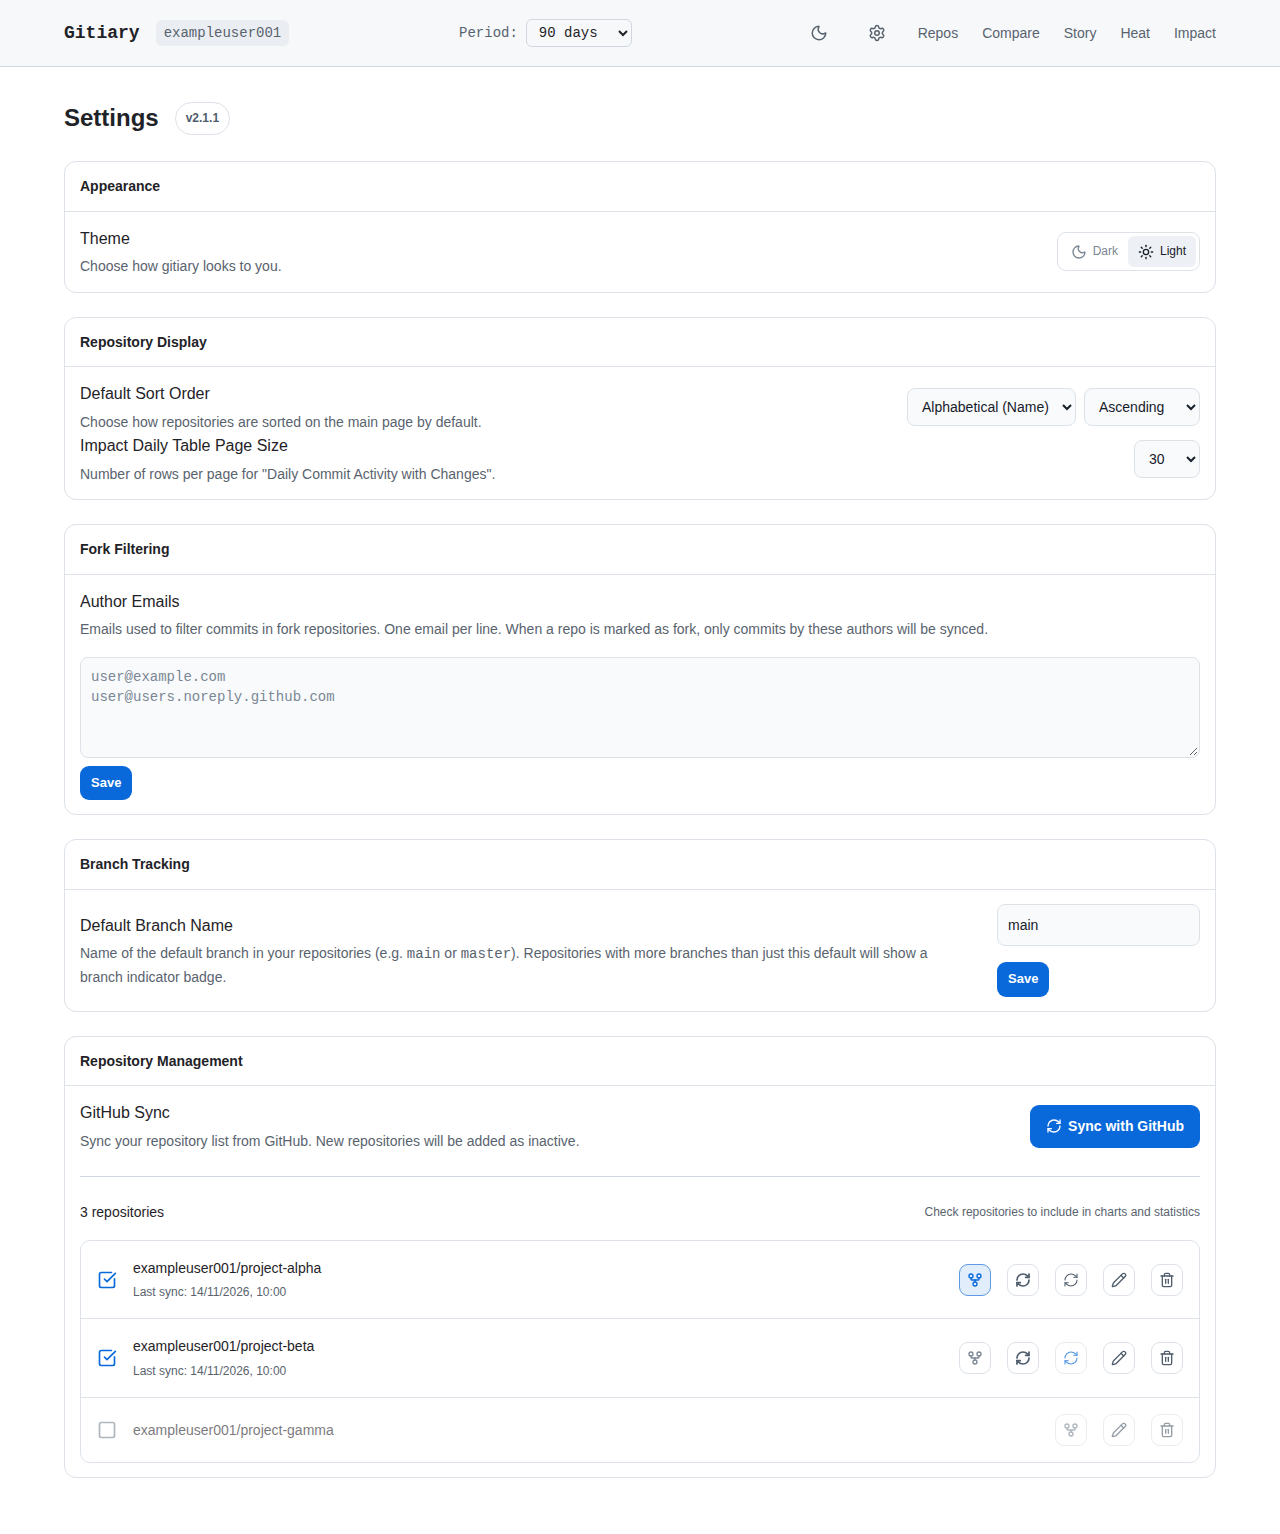 Gitiary exampleuser001 Period: 90 days Repos Compare Story Heat Impact
Settings v2.1.1
Appearance
Theme
Choose how gitiary looks to you.
Dark Light
Repository Display
Default Sort Order
Choose how repositories are sorted on the main page by default.
Alphabetical (Name) Ascending
Impact Daily Table Page Size
Number of rows per page for "Daily Commit Activity with Changes".
30
Fork Filtering
Author Emails
Emails used to filter commits in fork repositories. One email per line. When a repo is marked as fork, only commits by these authors will be synced.
user@example.com
user@users.noreply.github.com
Save
Branch Tracking
Default Branch Name
Name of the default branch in your repositories (e.g. main or master). Repositories with more branches than just this default will show a
branch indicator badge.
main
Save
Repository Management
GitHub Sync
Sync your repository list from GitHub. New repositories will be added as inactive.
Sync with GitHub
3 repositories Check repositories to include in charts and statistics
exampleuser001/project-alpha
Last sync: 14/11/2026, 10:00
exampleuser001/project-beta
Last sync: 14/11/2026, 10:00
exampleuser001/project-gamma